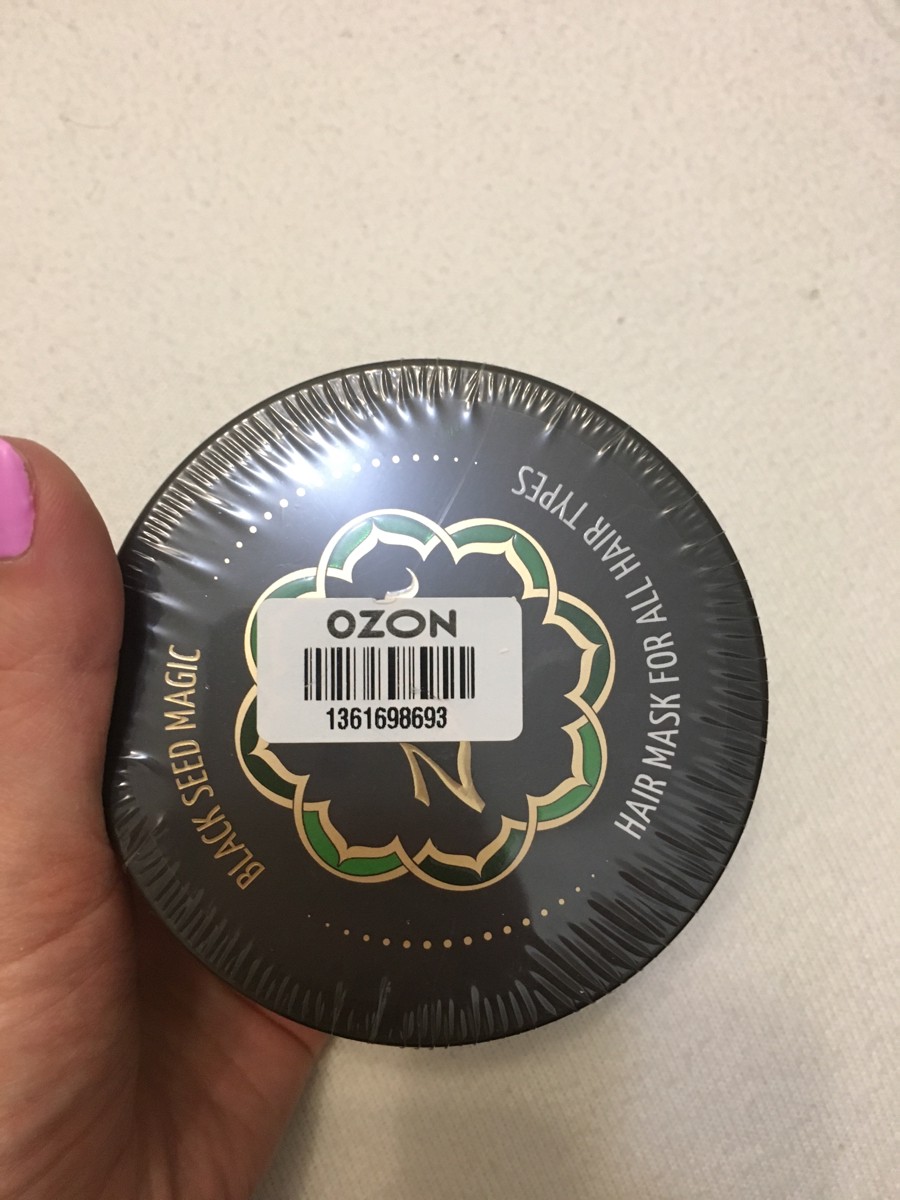 HAIR MASK FOR ALL HAIR TYPES
OZON
1361698693
BLACK SEED MAGIC